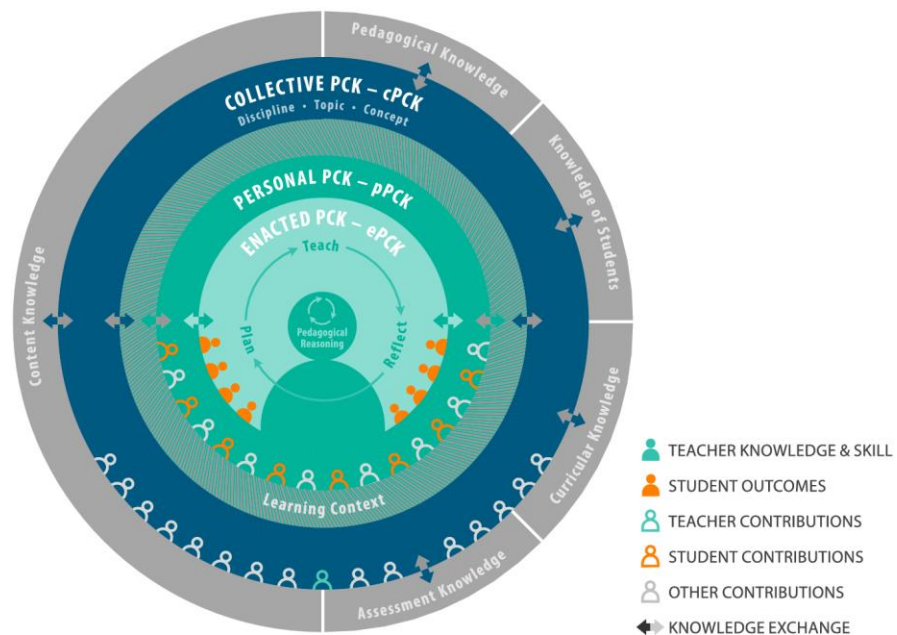 Pedagogical Knowledge
COLLECTIVE PCK – cPCK
Discipline • Topic • Concept
Knowledge of Students
PERSONAL PCK – pPCK
ENACTED PCK – ePCK
Teach
Content Knowledge
Plan
Pedagogical
Reasoning
Reflect
Curricular Knowledge
Learning Context
Assessment Knowledge
TEACHER KNOWLEDGE & SKILL
STUDENT OUTCOMES
TEACHER CONTRIBUTIONS
STUDENT CONTRIBUTIONS
OTHER CONTRIBUTIONS
KNOWLEDGE EXCHANGE